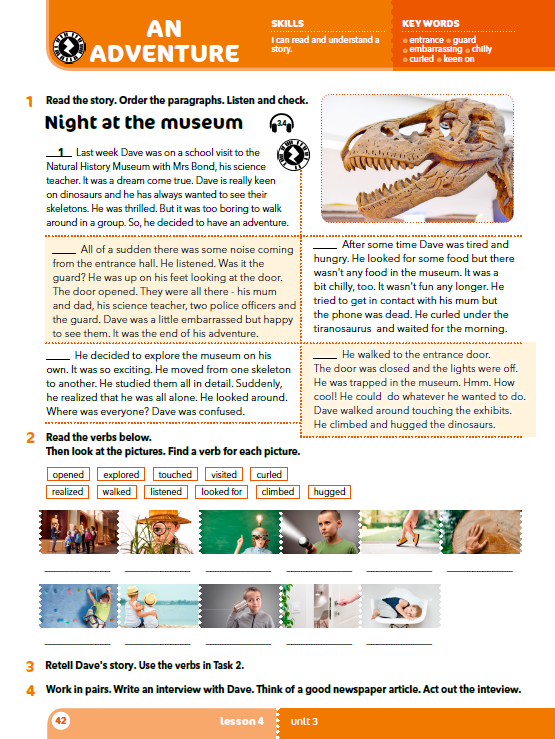 AN
ADVENTURE
SKILLS
I can read and understand a
story.
KEY WORDS
entrance guard
embarrassing chilly
curled keen on
1 Read the story. Order the paragraphs. Listen and check.
Night at the museum
3.4
1 Last week Dave was on a school visit to the
Natural History Museum with Mrs Bond, his science
teacher. It was a dream come true. Dave is really keen
on dinosaurs and he has always wanted to see their
skeletons. He was thrilled. But it was too boring to walk
around in a group. So, he decided to have an adventure.
____ All of a sudden there was some noise coming
from the entrance hall. He listened. Was it the
guard? He was up on his feet looking at the door.
The door opened. They were all there - his mum
and dad, his science teacher, two police officers and
the guard. Dave was a little embarrassed but happy
to see them. It was the end of his adventure.
____ After some time Dave was tired and
hungry. He looked for some food but there
wasn't any food in the museum. It was a
bit chilly, too. It wasn't fun any longer. He
tried to get in contact with his mum but
the phone was dead. He curled under the
tiranosaurus and waited for the morning.
____ He decided to explore the museum on his
own. It was so exciting. He moved from one skeleton
to another. He studied them all in detail. Suddenly,
he realized that he was all alone. He looked around.
Where was everyone? Dave was confused.
____ He walked to the entrance door.
The door was closed and the lights were off.
He was trapped in the museum. Hmm. How
cool! He could do whatever he wanted to do.
Dave walked around touching the exhibits.
He climbed and hugged the dinosaurs.
2 Read the verbs below.
Then look at the pictures. Find a verb for each picture.
opened explored touched visited curled
realized walked listened looked for climbed hugged
3 Retell Dave's story. Use the verbs in Task 2.
4 Work in pairs. Write an interview with Dave. Think of a good newspaper article. Act out the inteview.
42 lesson 4 unit 3